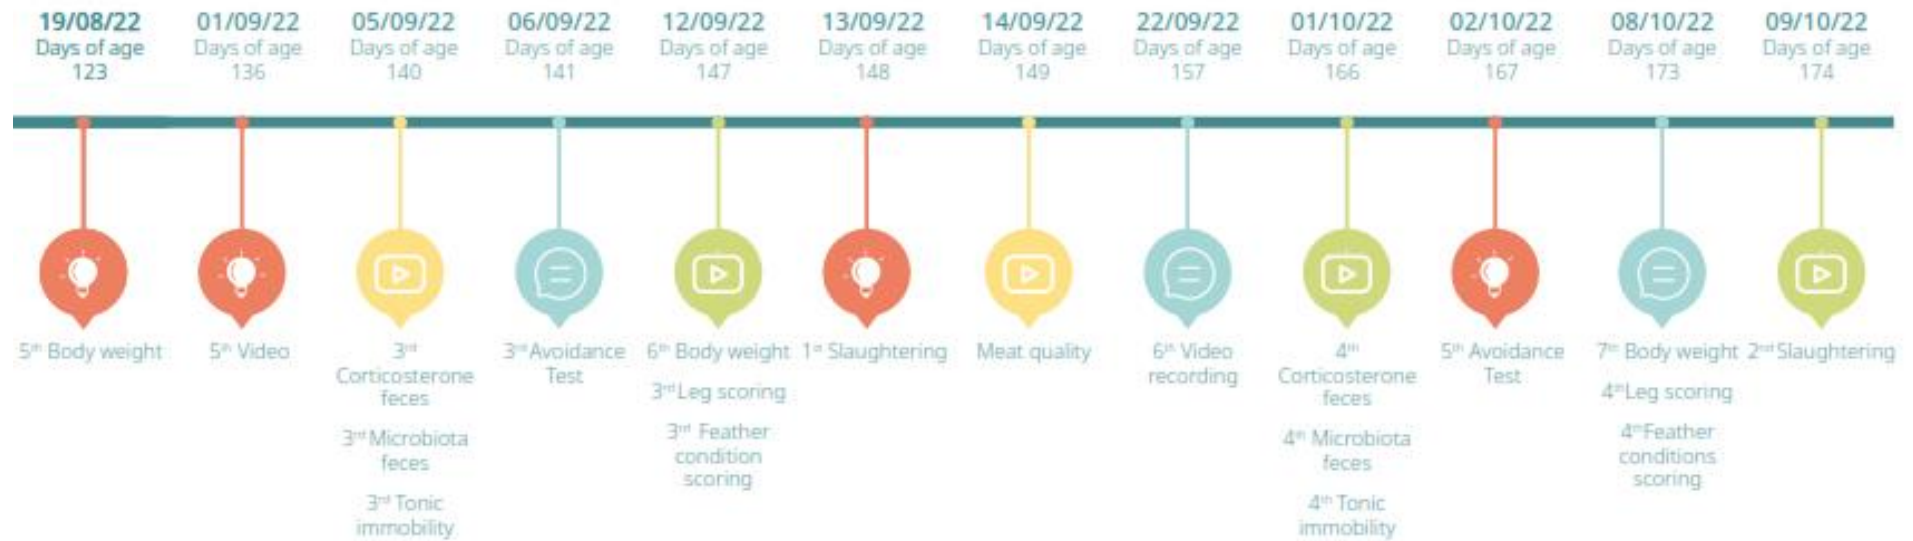 19/08/22
Days of age
123
01/09/22
Days of age
136
05/09/22
Days of age
140
06/09/22
Days of age
141
12/09/22
Days of age
147
13/09/22
Days of age
148
14/09/22
Days of age
149
22/09/22
Days of age
157
01/10/22
Days of age
166
02/10/22
Days of age
167
08/10/22
Days of age
173
09/10/22
Days of age
174
5th Body weight
5th Video
3rd
Corticosterone
feces
3rd Microbiota
feces
3rd Tonic
immobility
3rd Avoidance
Test
6th Body weight
3rd Leg scoring
3rd Feather
condition
scoring
1st Slaughtering
Meat quality
6th Video
recording
4th
Corticosterone
feces
4th Microbiota
feces
4th Tonic
immobility
5th Avoidance
Test
7th Body weight
4th Leg scoring
4th Feather
conditions
scoring
2nd Slaughtering